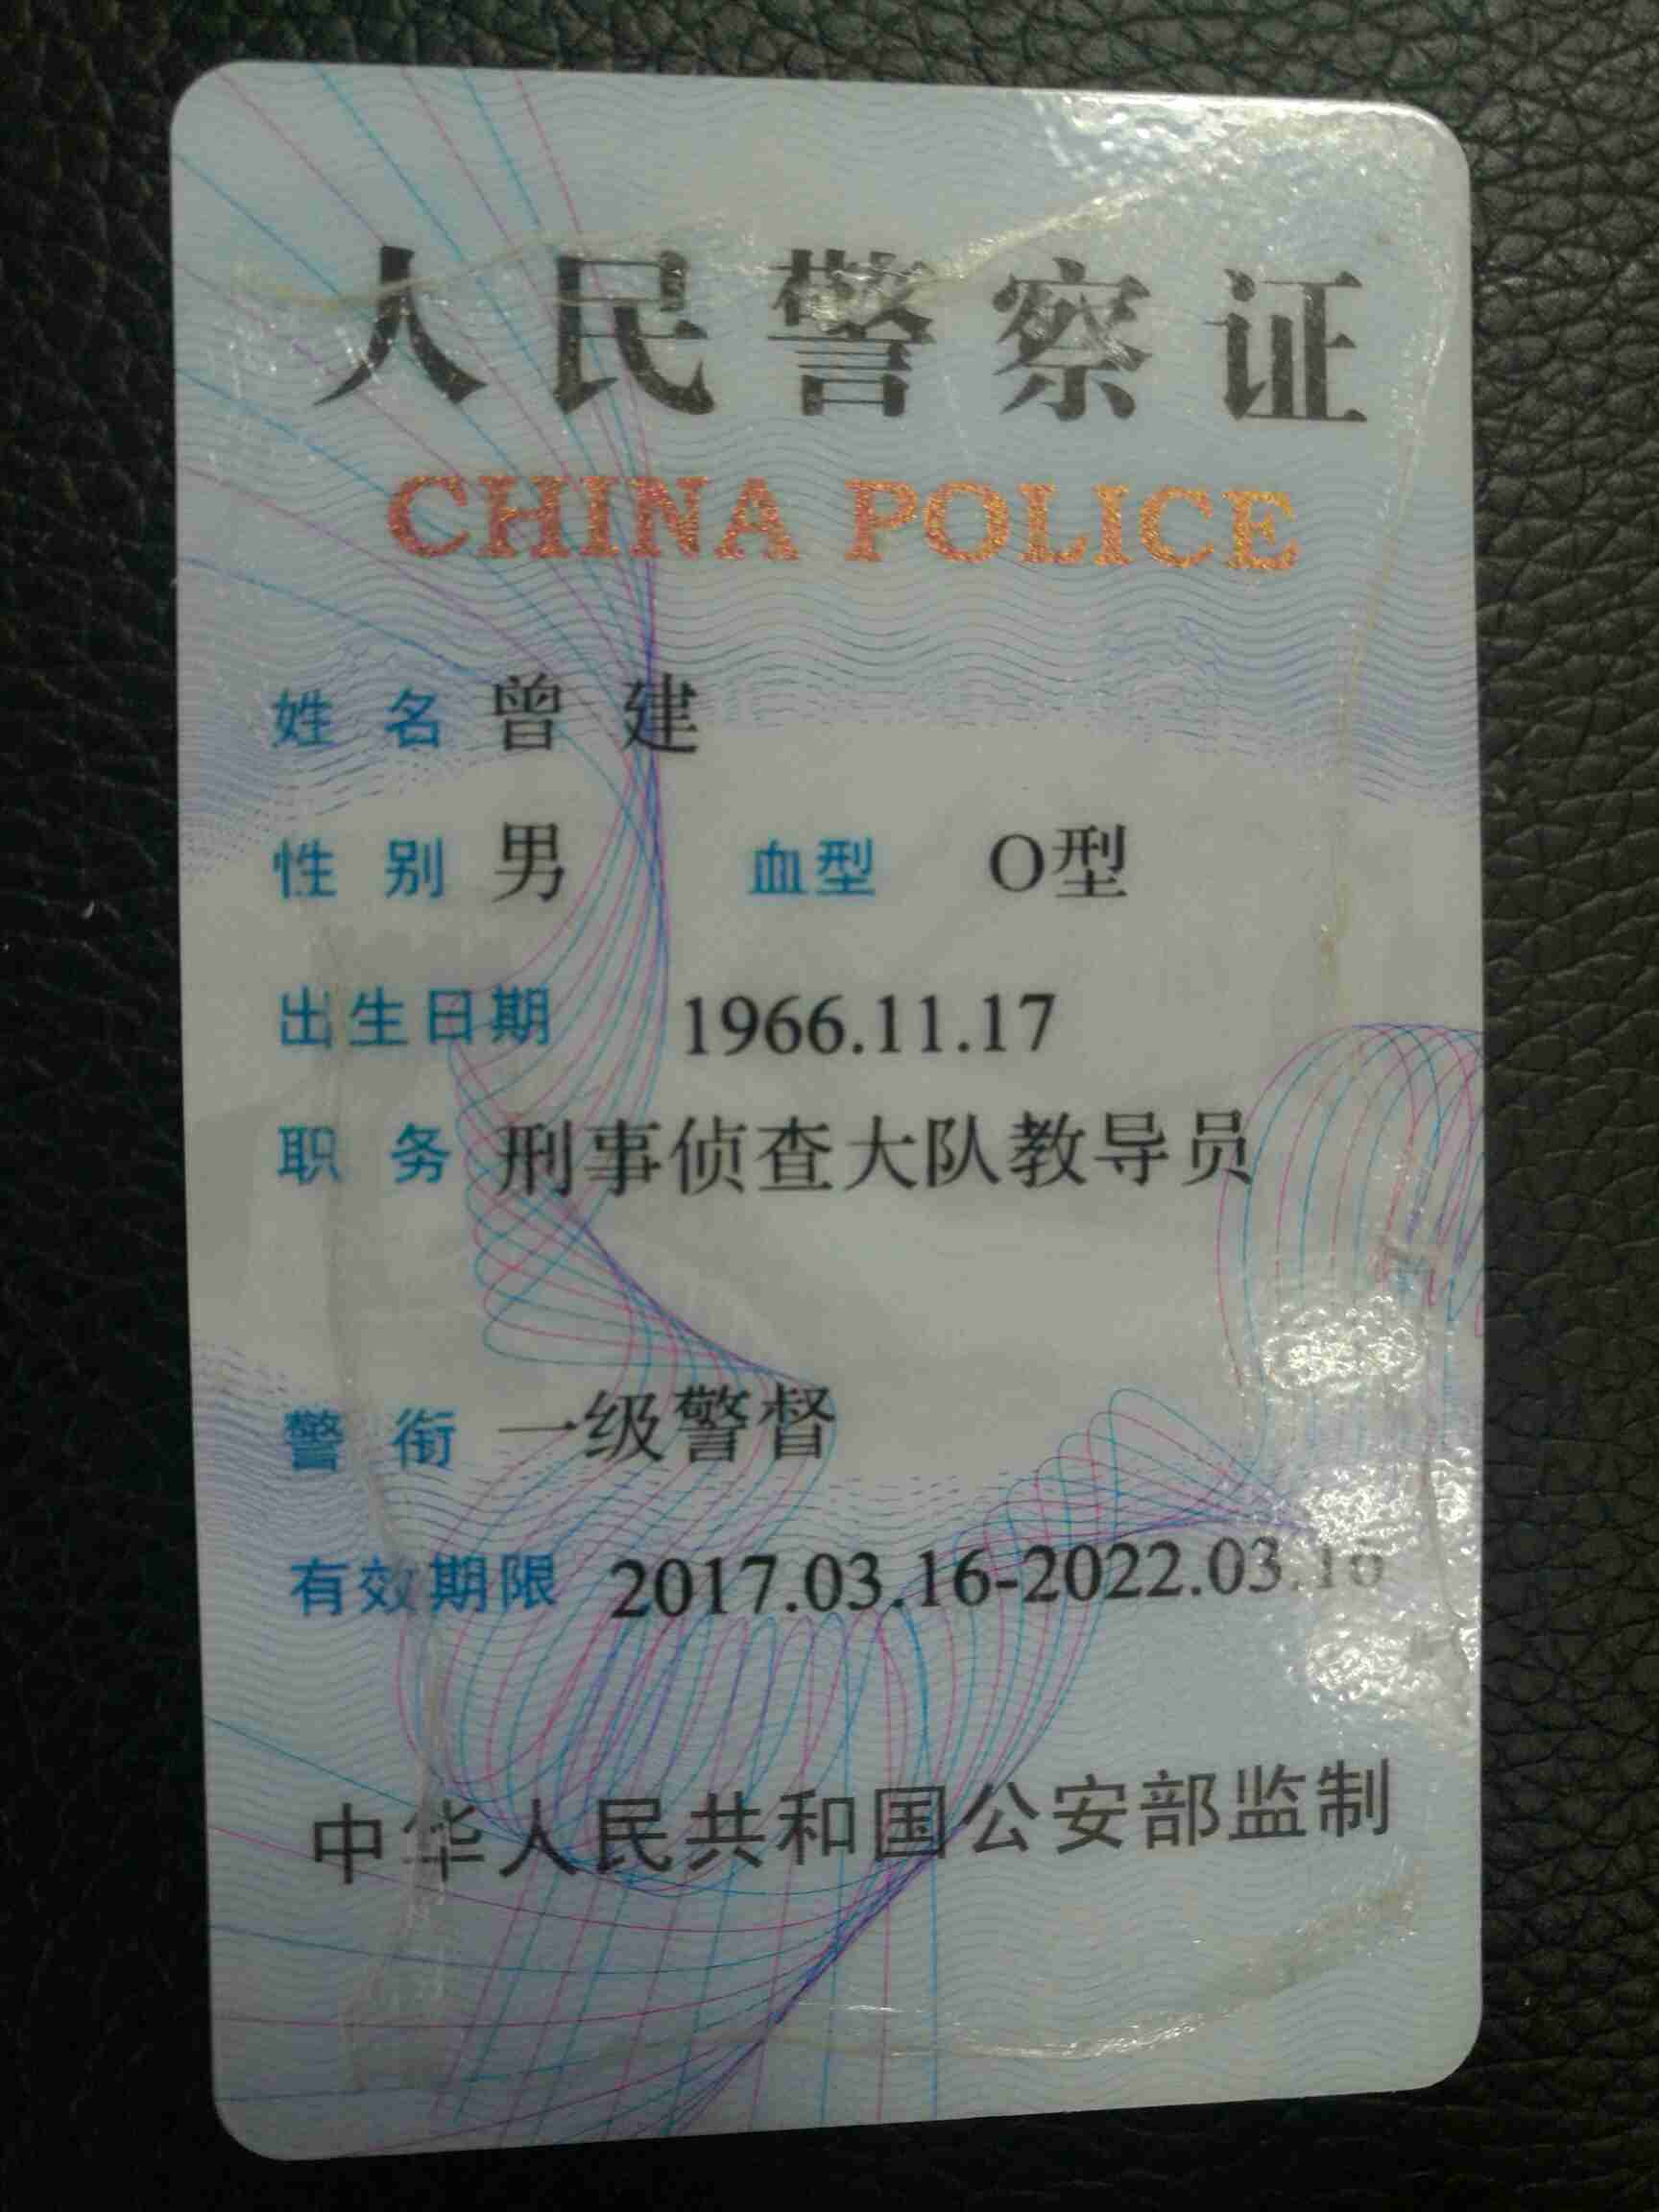 人民警察证
CHINA POLICE
姓 名 曾 建
性 别 男 血型 O型
出生日期 1966.11.17
职 务 刑事侦查大队教导员
警 衔 一级警督
有效期限 2017.03.16-2022.03.16
中华人民共和国公安部监制